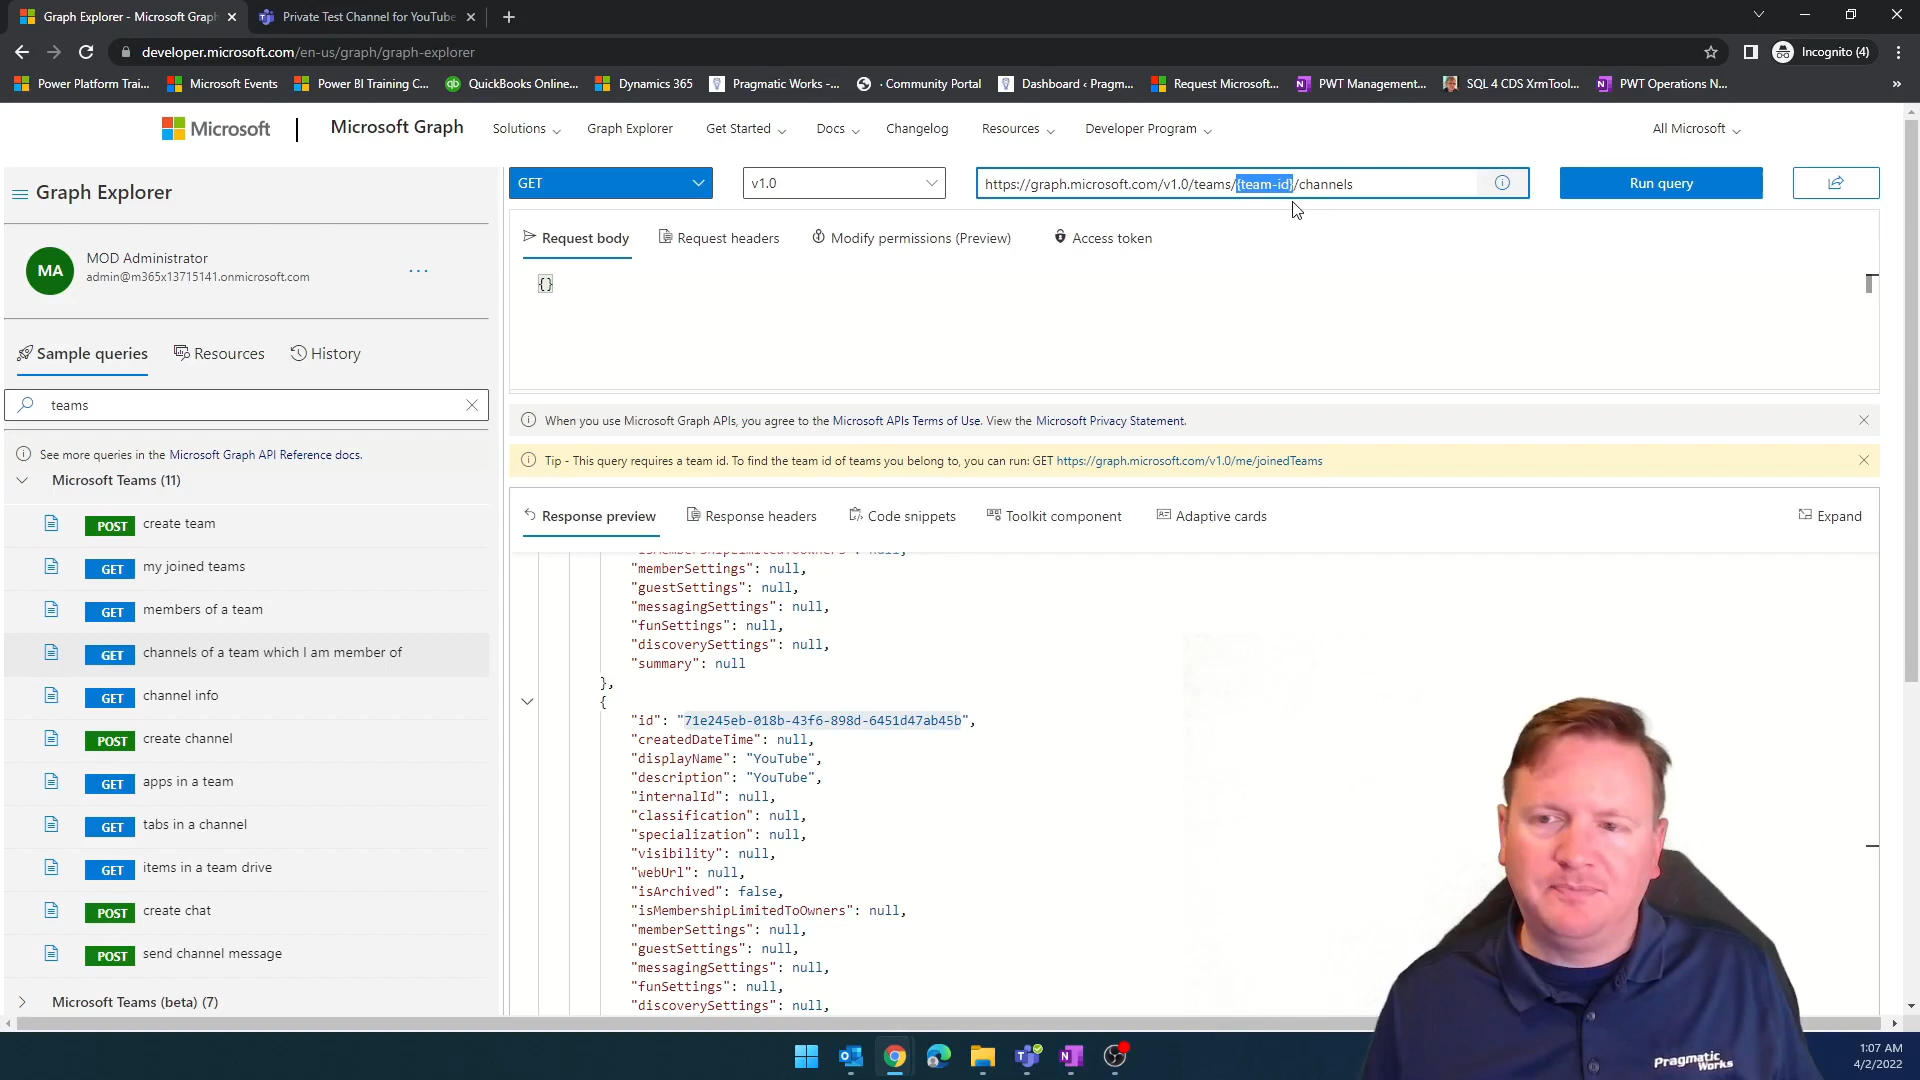 Graph Explorer - Microsoft Graph
Private Test Channel for YouTube
developer.microsoft.com/en-us/graph/graph-explorer
Incognito (4)
Power Platform Trai...
Microsoft Events
Power BI Training C...
QuickBooks Online...
Dynamics 365
Pragmatic Works -...
· Community Portal
Dashboard ‹ Pragm...
Request Microsoft...
PWT Management...
SQL 4 CDS XrmTool...
PWT Operations N...
»
Microsoft
Microsoft Graph
Solutions
Graph Explorer
Get Started
Docs
Changelog
Resources
Developer Program
All Microsoft
Graph Explorer
GET
v1.0
https://graph.microsoft.com/v1.0/teams/{team-id}/channels
Run query
MA
MOD Administrator
admin@m365x13715141.onmicrosoft.com
...
Request body
Request headers
Modify permissions (Preview)
Access token
{}
Sample queries
Resources
History
teams
When you use Microsoft Graph APIs, you agree to the Microsoft APIs Terms of Use. View the Microsoft Privacy Statement.
Tip - This query requires a team id. To find the team id of teams you belong to, you can run: GET https://graph.microsoft.com/v1.0/me/joinedTeams
See more queries in the Microsoft Graph API Reference docs.
Microsoft Teams (11)
POST create team
GET my joined teams
GET members of a team
GET channels of a team which I am member of
GET channel info
POST create channel
GET apps in a team
GET tabs in a channel
GET items in a team drive
POST create chat
POST send channel message
Microsoft Teams (beta) (7)
Response preview
Response headers
Code snippets
Toolkit component
Adaptive cards
Expand
"isMembershipLimitedToOwners": null,
"memberSettings": null,
"guestSettings": null,
"messagingSettings": null,
"funSettings": null,
"discoverySettings": null,
"summary": null
},
{
"id": "71e245eb-018b-43f6-898d-6451d47ab45b",
"createdDateTime": null,
"displayName": "YouTube",
"description": "YouTube",
"internalId": null,
"classification": null,
"specialization": null,
"visibility": null,
"webUrl": null,
"isArchived": false,
"isMembershipLimitedToOwners": null,
"memberSettings": null,
"guestSettings": null,
"messagingSettings": null,
"funSettings": null,
"discoverySettings": null,
Pragmatic Works
1:07 AM
4/2/2022